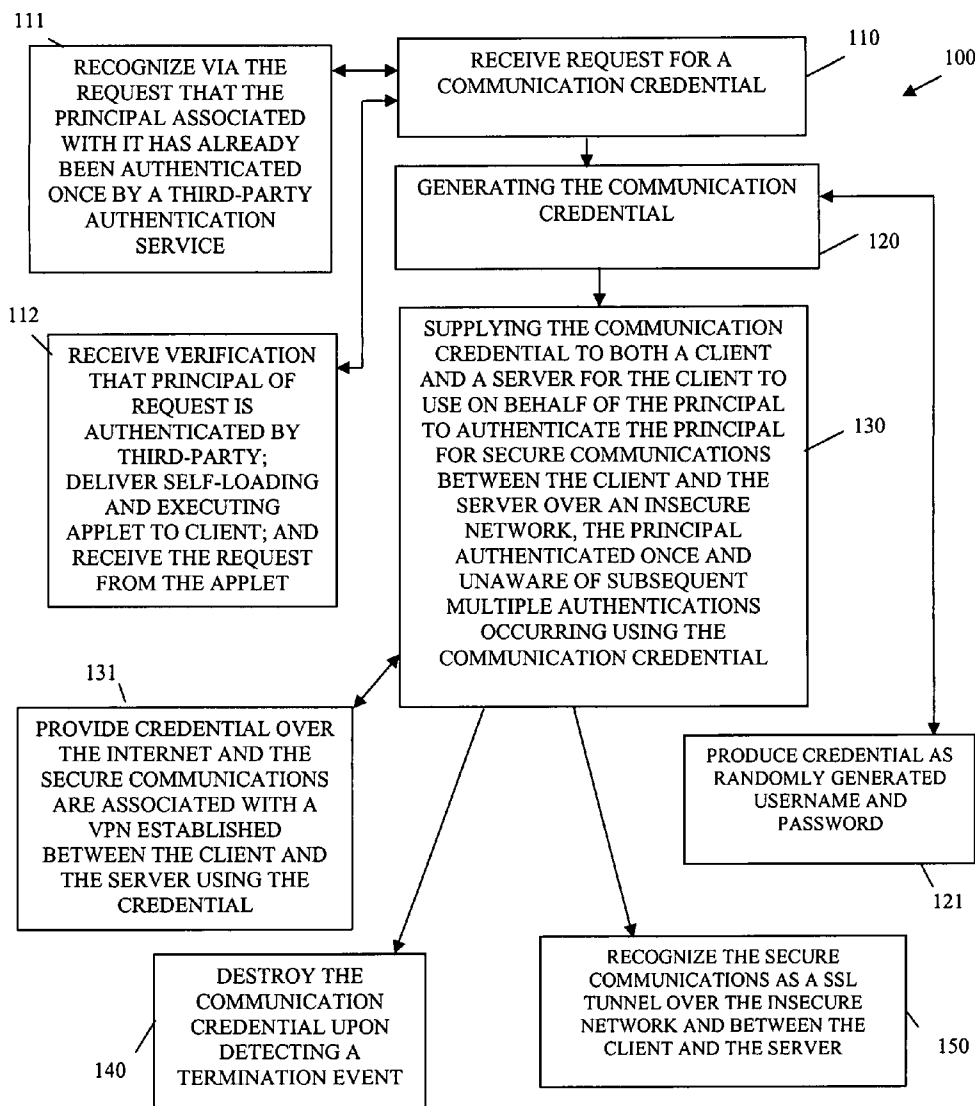 111
RECOGNIZE VIA THE
REQUEST THAT THE
PRINCIPAL ASSOCIATED
WITH IT HAS ALREADY
BEEN AUTHENTICATED
ONCE BY A THIRD-PARTY
AUTHENTICATION
SERVICE
RECEIVE REQUEST FOR A
COMMUNICATION CREDENTIAL
110
100
GENERATING THE COMMUNICATION
CREDENTIAL
120
112
RECEIVE VERIFICATION
THAT PRINCIPAL OF
REQUEST IS
AUTHENTICATED BY
THIRD-PARTY;
DELIVER SELF-LOADING
AND EXECUTING
APPLET TO CLIENT; AND
RECEIVE THE REQUEST
FROM THE APPLET
SUPPLYING THE COMMUNICATION
CREDENTIAL TO BOTH A CLIENT
AND A SERVER FOR THE CLIENT TO
USE ON BEHALF OF THE PRINCIPAL
TO AUTHENTICATE THE PRINCIPAL
FOR SECURE COMMUNICATIONS
BETWEEN THE CLIENT AND THE
SERVER OVER AN INSECURE
NETWORK, THE PRINCIPAL
AUTHENTICATED ONCE AND
UNAWARE OF SUBSEQUENT
MULTIPLE AUTHENTICATIONS
OCCURRING USING THE
COMMUNICATION CREDENTIAL
130
131
PROVIDE CREDENTIAL OVER
THE INTERNET AND THE
SECURE COMMUNICATIONS
ARE ASSOCIATED WITH A
VPN ESTABLISHED
BETWEEN THE CLIENT AND
THE SERVER USING THE
CREDENTIAL
PRODUCE CREDENTIAL AS
RANDOMLY GENERATED
USERNAME AND
PASSWORD
121
DESTROY THE
COMMUNICATION
CREDENTIAL UPON
DETECTING A
TERMINATION EVENT
140
RECOGNIZE THE SECURE
COMMUNICATIONS AS A SSL
TUNNEL OVER THE INSECURE
NETWORK AND BETWEEN THE
CLIENT AND THE SERVER
150